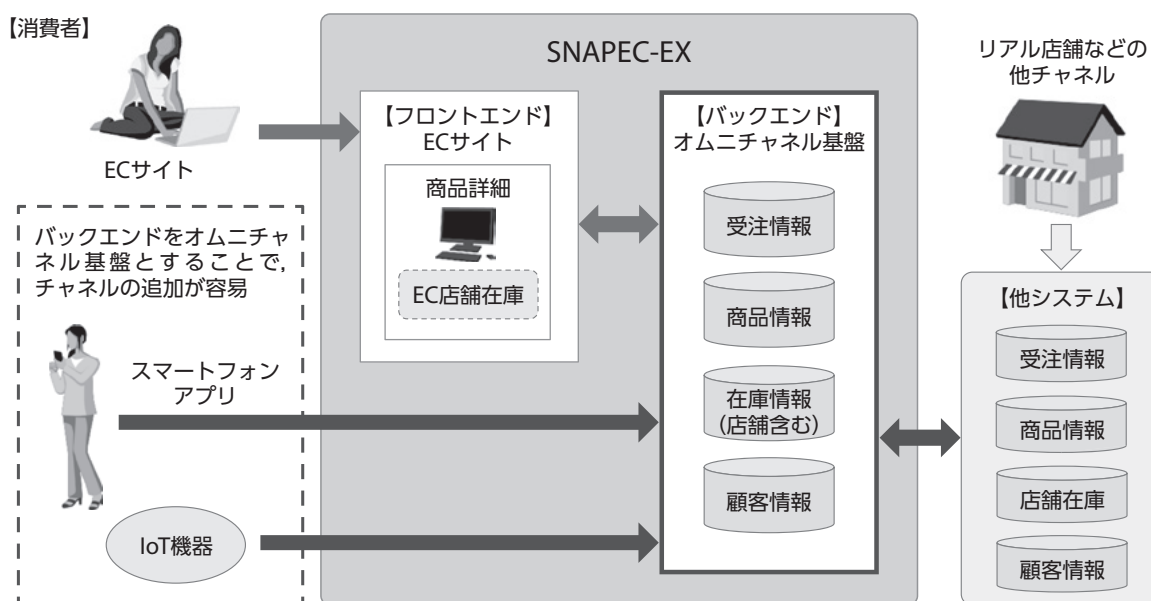 【消費者】
ECサイト
バックエンドをオムニチャ
ネル基盤とすることで,
チャネルの追加が容易
スマートフォン
アプリ
IoT機器
SNAPEC-EX
【フロントエンド】
ECサイト
商品詳細
EC店舗在庫
【バックエンド】
オムニチャネル基盤
受注情報
商品情報
在庫情報
(店舗含む)
顧客情報
リアル店舗などの
他チャネル
【他システム】
受注情報
商品情報
店舗在庫
顧客情報